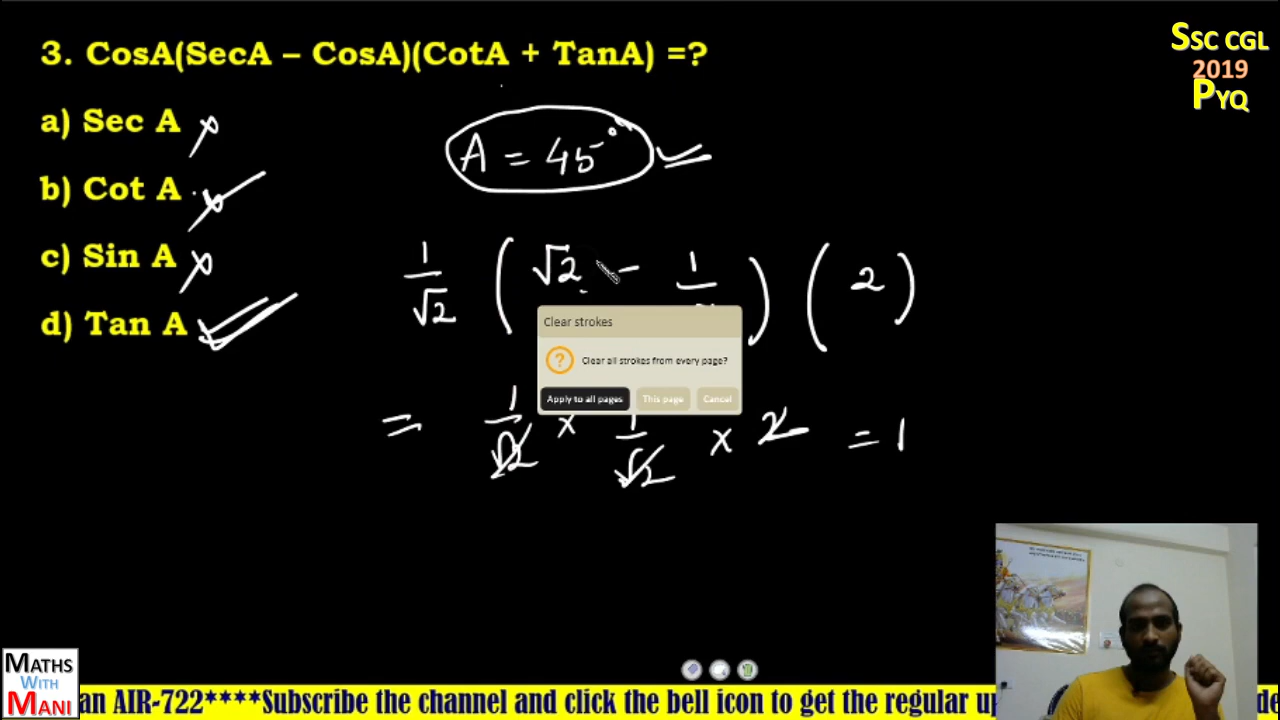 3. CosA(SecA – CosA)(CotA + TanA) =?
SSC CGL
2019
PYQ
a) Sec A
b) Cot A
c) Sin A
d) Tan A
A = 45°
1/√2 ( √2 – 1/ ) ( 2 )
Clear strokes
? Clear all strokes from every page?
Apply to all pages This page Cancel
= 1/√2 x 1/√2 x 2 = 1
MATHS
WITH
MANI
an AIR-722****Subscribe the channel and click the bell icon to get the regular up